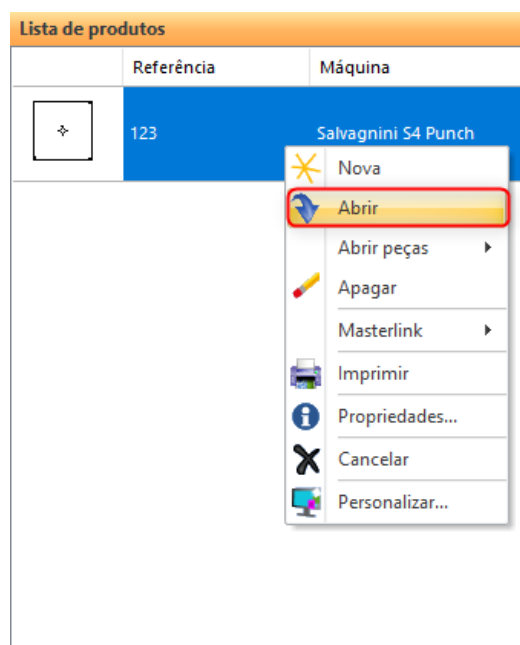 Lista de produtos
Referência Máquina
123 Salvagnini S4 Punch
Nova
Abrir
Abrir peças
Apagar
Masterlink
Imprimir
Propriedades...
Cancelar
Personalizar...